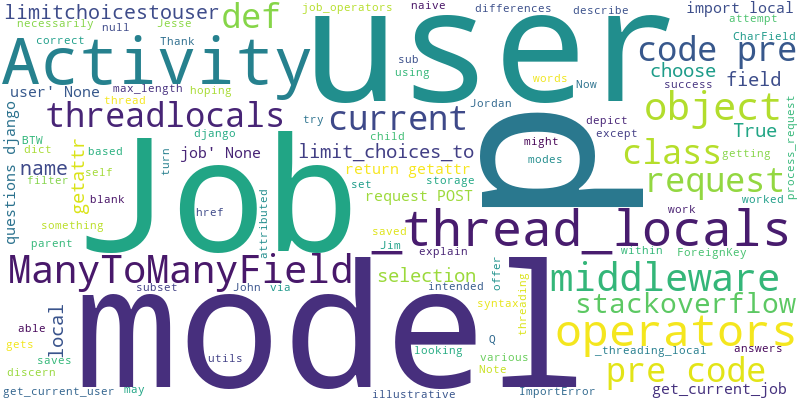 limitchoicestouser
def
job_operators
naive
differences
describe
import local
necessarily
Jesse
null
words
attempt
correct
Thank
Activity
user
sub
using
code pre
CharField
user' None
max_length
hoping
Now
choose
success
field
threadlocals
thread
try
current
Jordan
depict
object
True
process_request
questions django
BTW
django
child
might
except
class
getting
dict
based
job' None
limit_choices_to
modes
name
getattr
turn
return getattr
request
filter
self
Job
set
storage
q
worked
blank
href
attributed
request POST
something
saved
_thread_locals
work
parent
Jim
explain
within
ForeignKey
ManyToManyField
selection
offer
middleware
subset
John
via
intended
syntax
threading
stackoverflow
able
local
model
Q
operators
gets
saves
utils
looking
various
_threading_local
answers
discern
Note
pre code
get_current_user
may
illustrative
ImportError
get_current_job